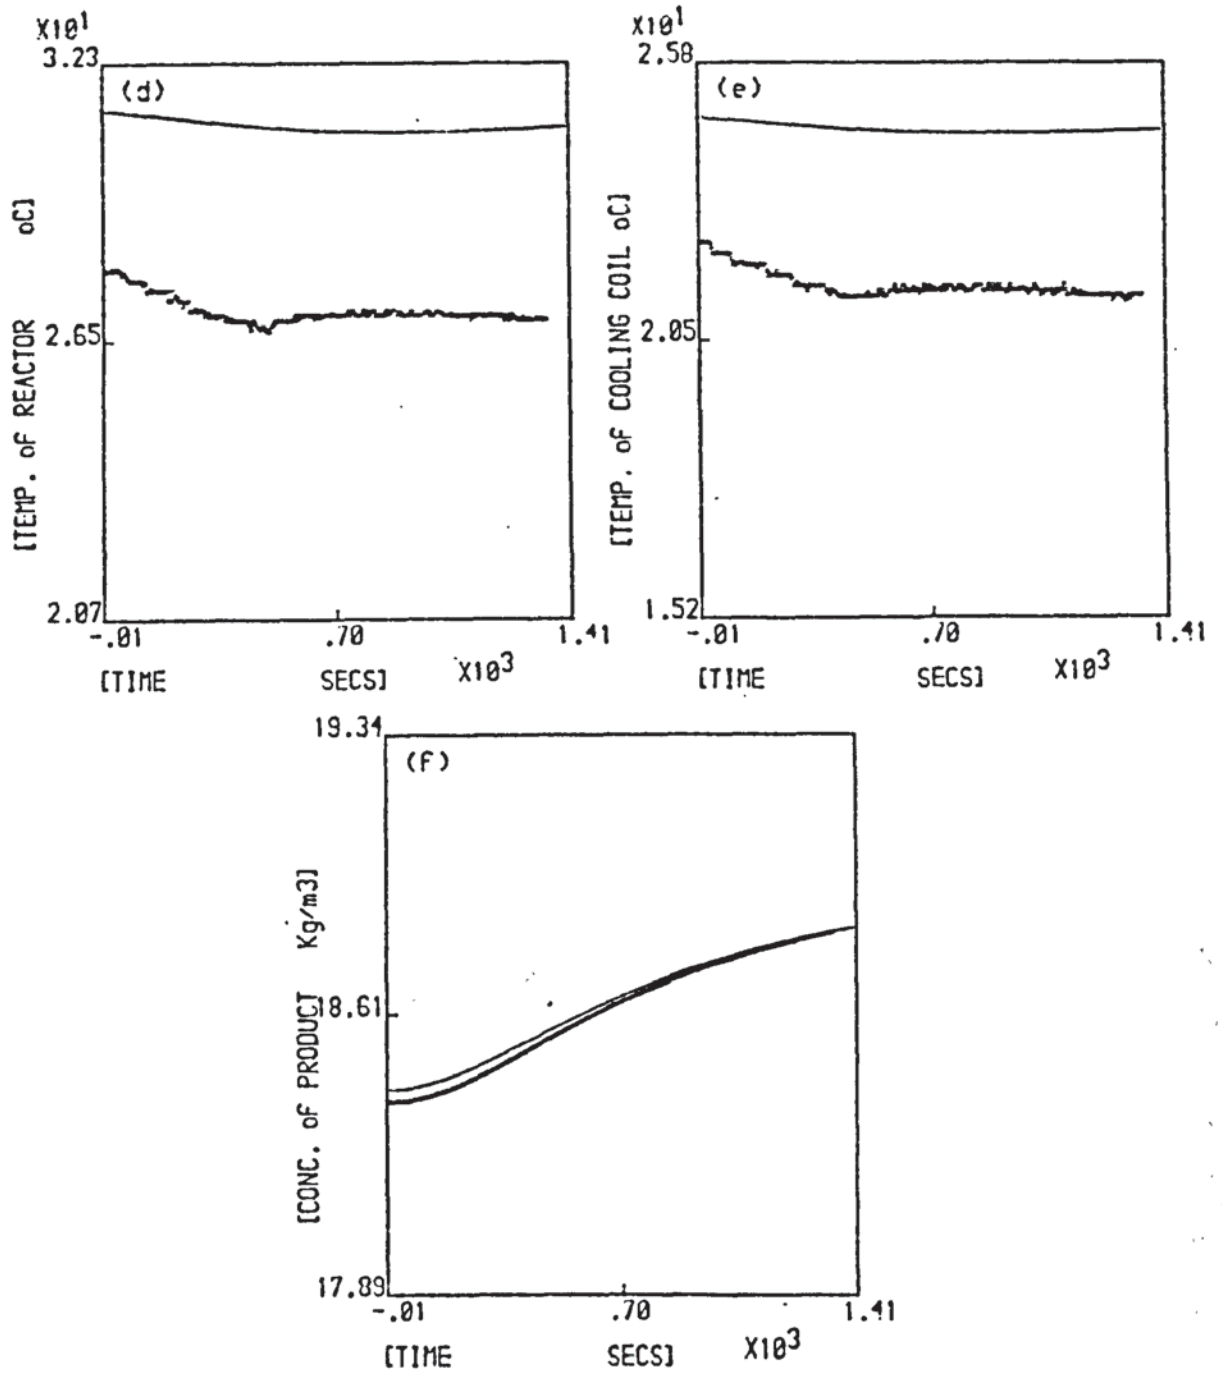 X10¹
3.23
(d)
[TEMP. of REACTOR oC]
2.65
2.07
-.01
.70
1.41
[TIME SECS]
X10³
X10¹
2.58
(e)
[TEMP. of COOLING COIL oC]
2.05
1.52
-.01
.70
1.41
[TIME SECS]
X10³
19.34
(f)
[CONC. of PRODUCT Kg/m3]
18.61
17.89
-.01
.70
1.41
[TIME SECS]
X10³